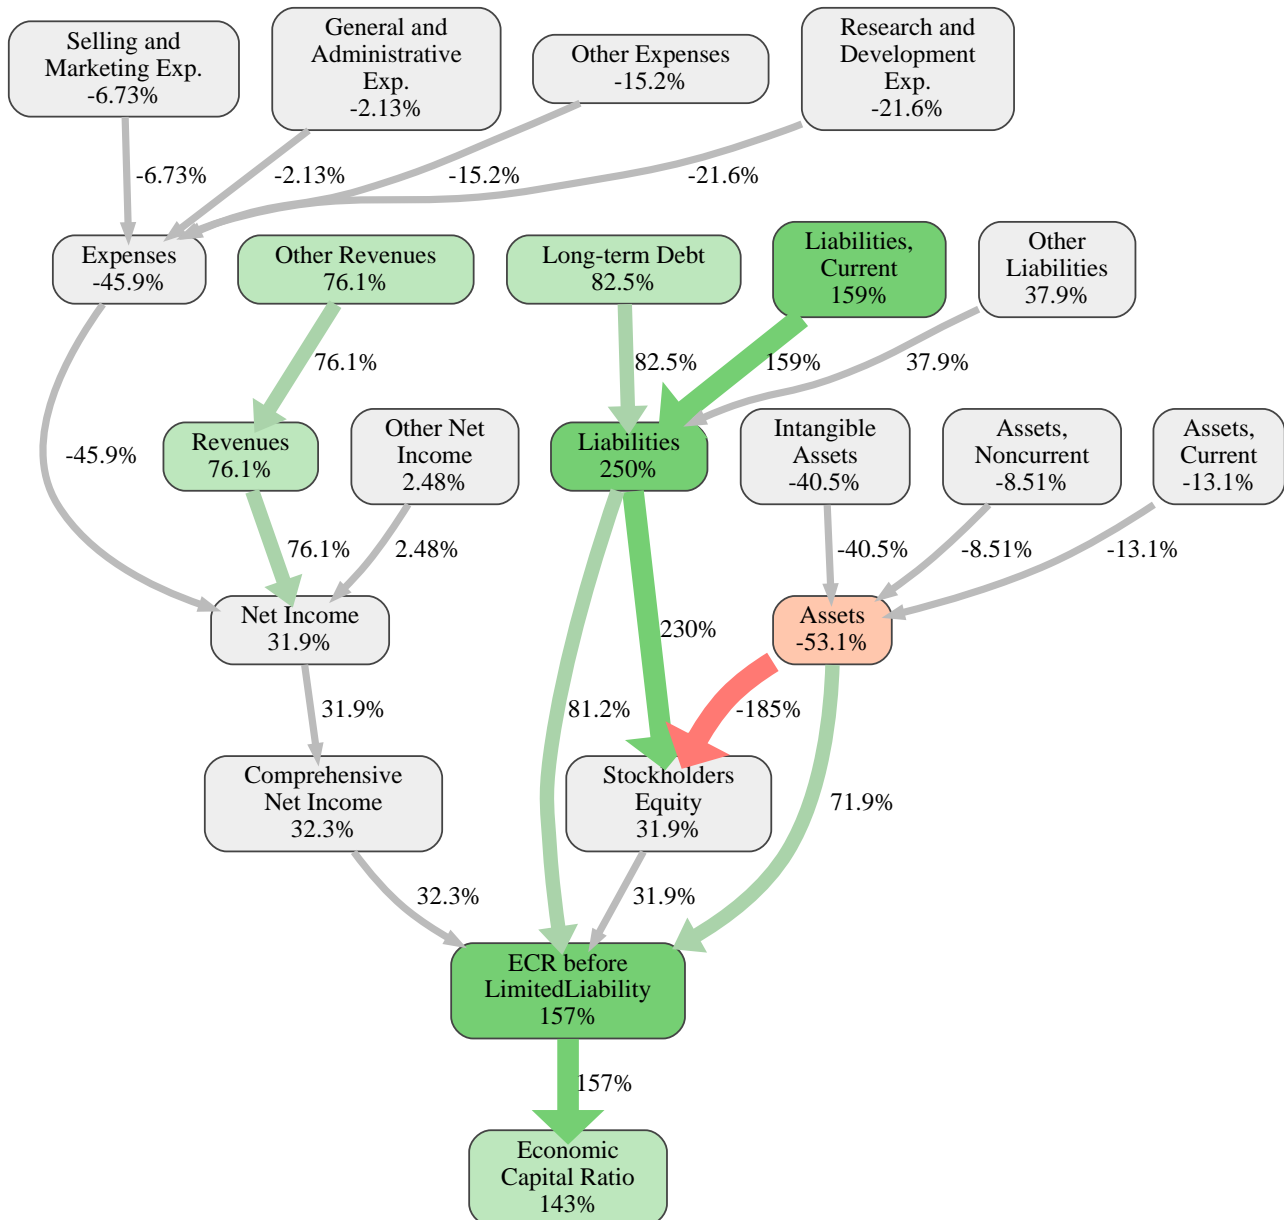 Selling and
Marketing Exp.
-6.73%
General and
Administrative
Exp.
-2.13%
Other Expenses
-15.2%
Research and
Development
Exp.
-21.6%
-6.73%
-2.13%
-15.2%
-21.6%
Expenses
-45.9%
Other Revenues
76.1%
Long-term Debt
82.5%
Liabilities,
Current
159%
Other
Liabilities
37.9%
76.1%
82.5%
159%
37.9%
-45.9%
Revenues
76.1%
Other Net
Income
2.48%
Liabilities
250%
Intangible
Assets
-40.5%
Assets,
Noncurrent
-8.51%
Assets,
Current
-13.1%
76.1%
2.48%
-40.5%
-8.51%
-13.1%
Net Income
31.9%
230%
Assets
-53.1%
31.9%
81.2%
-185%
Comprehensive
Net Income
32.3%
Stockholders
Equity
31.9%
71.9%
32.3%
31.9%
ECR before
LimitedLiability
157%
157%
Economic
Capital Ratio
143%